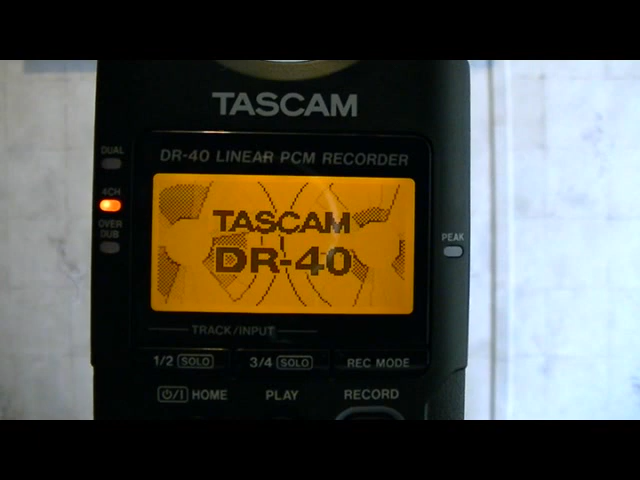 TASCAM
DR-40 LINEAR PCM RECORDER
DUAL
4CH
OVER
DUB
PEAK
TASCAM
DR-40
TRACK/INPUT
1/2 SOLO 3/4 SOLO REC MODE
⏻/I HOME PLAY RECORD